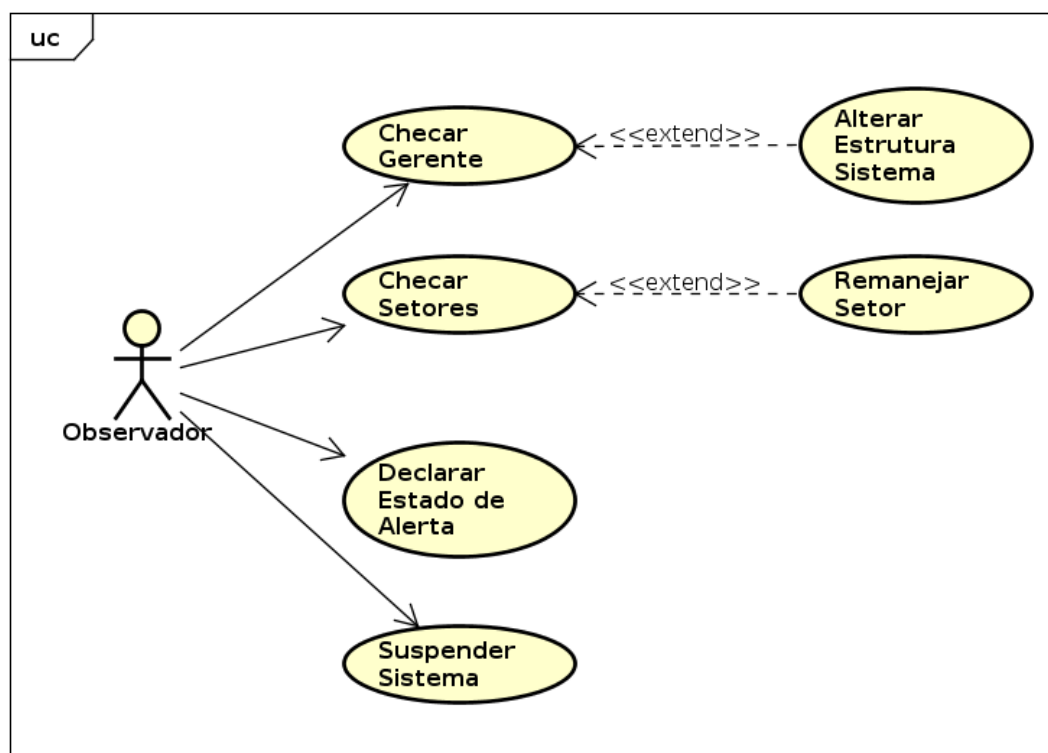 uc
Checar
Gerente
<<extend>>
Alterar
Estrutura
Sistema
Checar
Setores
<<extend>>
Remanejar
Setor
Observador
Declarar
Estado de
Alerta
Suspender
Sistema